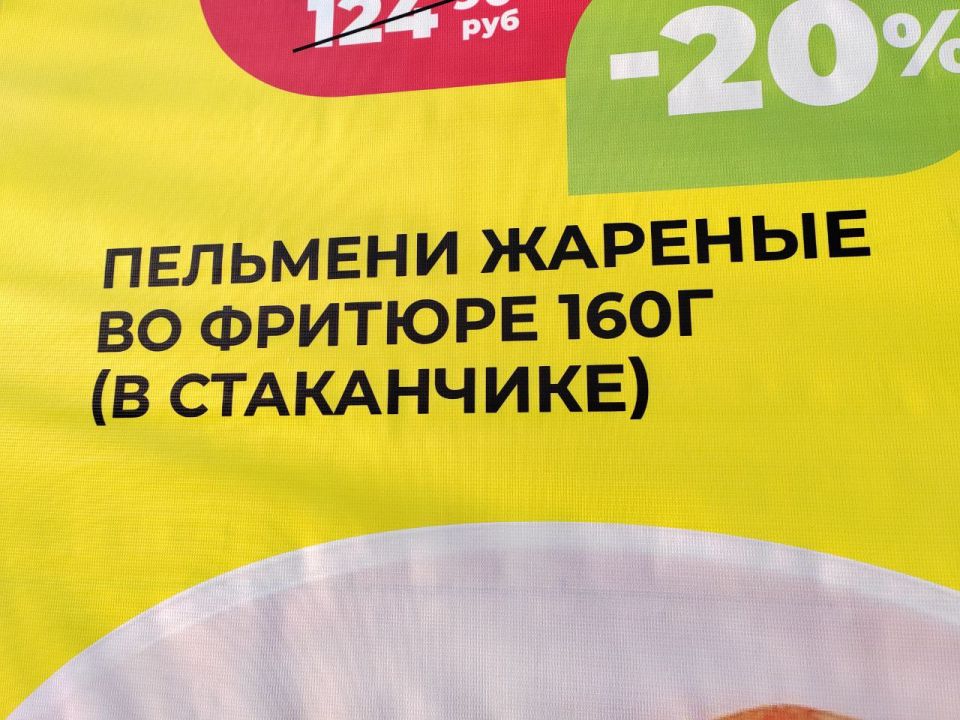 124
руб
-20%
ПЕЛЬМЕНИ ЖАРЕНЫЕ
ВО ФРИТЮРЕ 160Г
(В СТАКАНЧИКЕ)